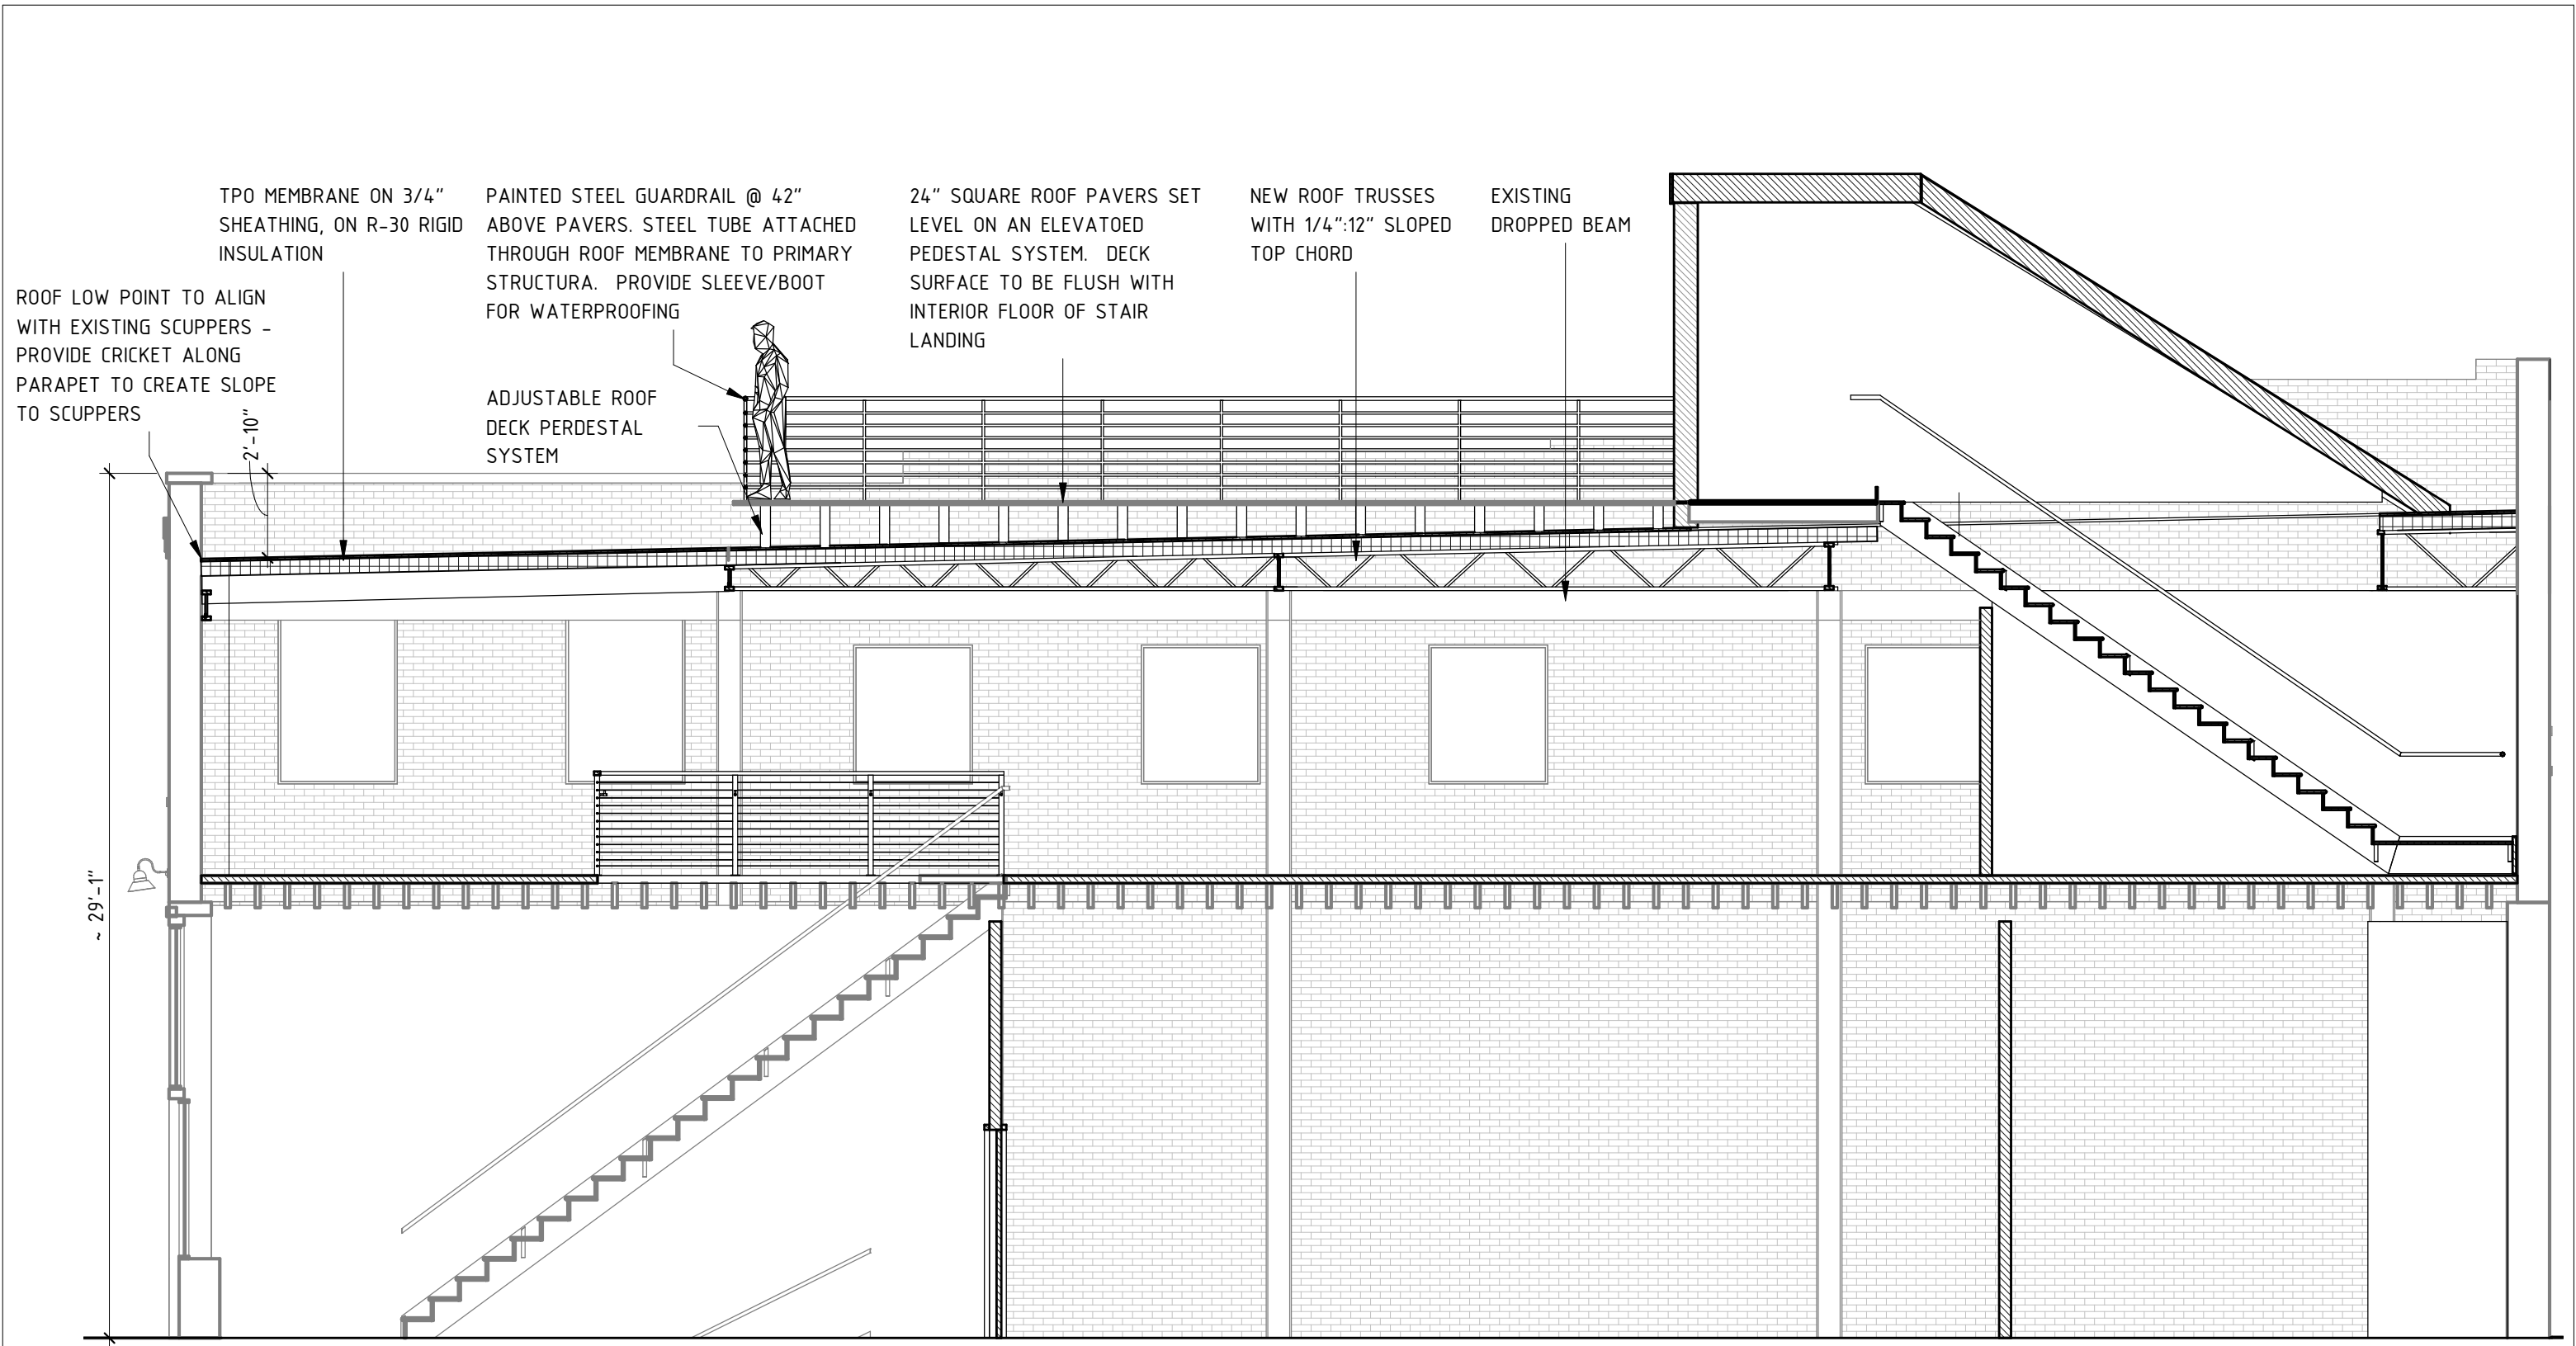 TPO MEMBRANE ON 3/4"
SHEATHING, ON R-30 RIGID
INSULATION
PAINTED STEEL GUARDRAIL @ 42"
ABOVE PAVERS. STEEL TUBE ATTACHED
THROUGH ROOF MEMBRANE TO PRIMARY
STRUCTURA. PROVIDE SLEEVE/BOOT
FOR WATERPROOFING
24" SQUARE ROOF PAVERS SET
LEVEL ON AN ELEVATOED
PEDESTAL SYSTEM. DECK
SURFACE TO BE FLUSH WITH
INTERIOR FLOOR OF STAIR
LANDING
NEW ROOF TRUSSES
WITH 1/4":12" SLOPED
TOP CHORD
EXISTING
DROPPED BEAM
ROOF LOW POINT TO ALIGN
WITH EXISTING SCUPPERS -
PROVIDE CRICKET ALONG
PARAPET TO CREATE SLOPE
TO SCUPPERS
ADJUSTABLE ROOF
DECK PERDESTAL
SYSTEM
2'-10"
~ 29'-1"